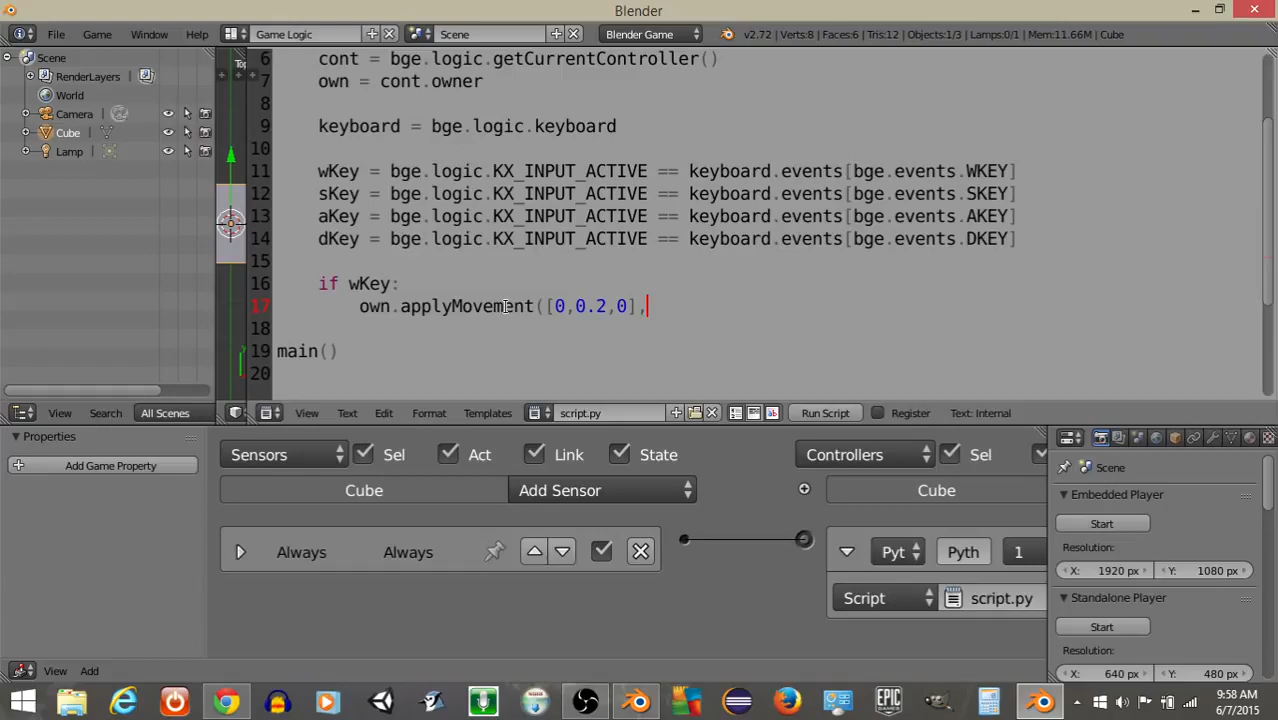 Blender
File Game Window Help Game Logic Scene Blender Game v2.72 | Verts:8 | Faces:6 | Tris:12 | Objects:1/3 | Lamps:0/1 | Mem:11.66M | Cube
Scene
RenderLayers
World
Camera
Cube
Lamp
View Search All Scenes
To
6 cont = bge.logic.getCurrentController()
7 own = cont.owner
8
9 keyboard = bge.logic.keyboard
10
11 wKey = bge.logic.KX_INPUT_ACTIVE == keyboard.events[bge.events.WKEY]
12 sKey = bge.logic.KX_INPUT_ACTIVE == keyboard.events[bge.events.SKEY]
13 aKey = bge.logic.KX_INPUT_ACTIVE == keyboard.events[bge.events.AKEY]
14 dKey = bge.logic.KX_INPUT_ACTIVE == keyboard.events[bge.events.DKEY]
15
16 if wKey:
17 own.applyMovement([0,0.2,0],
18
19 main()
20
View Text Edit Format Templates script.py Run Script Register Text: Internal
Properties
Add Game Property
Sensors Sel Act Link State
Cube Add Sensor
Always Always
Controllers Sel
Cube
Pyt Pyth 1
Script script.py
View Add
Scene
Embedded Player
Start
Resolution:
X: 1920 px Y: 1080 px
Standalone Player
Start
Resolution:
X: 640 px Y: 480 px
EPIC GAMES
9:58 AM
6/7/2015